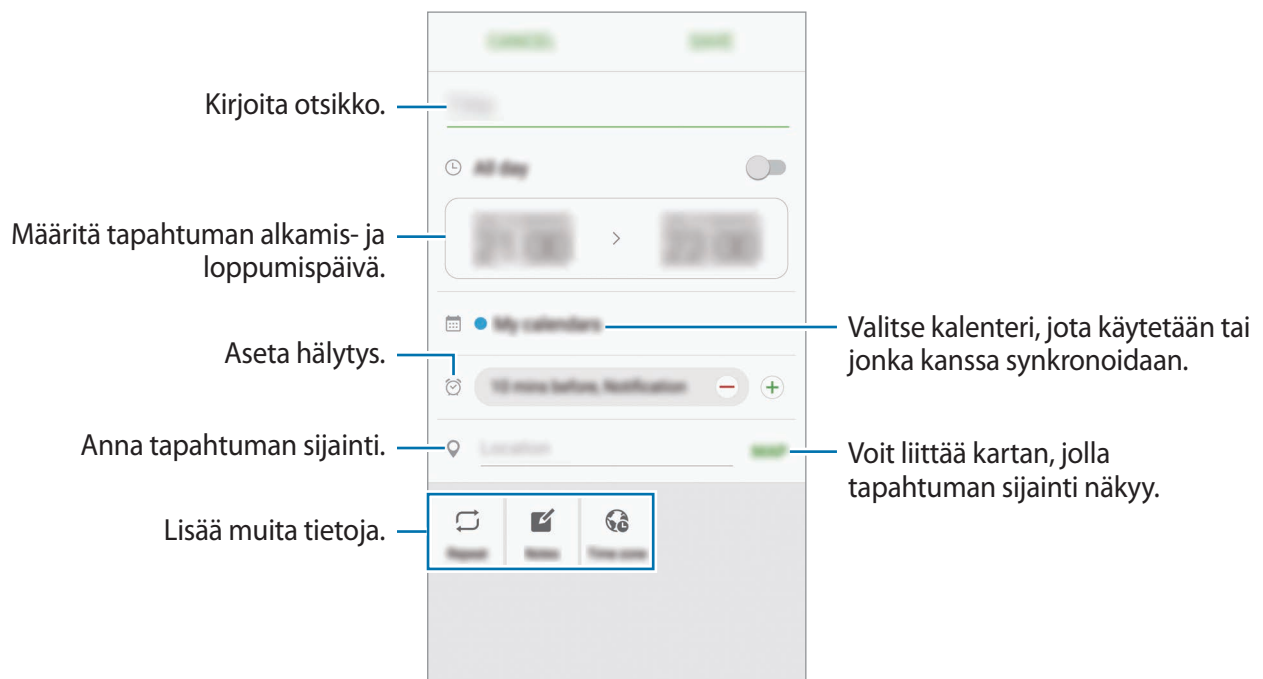 CANCEL
SAVE
Kirjoita otsikko.
All day
Määritä tapahtuman alkamis- ja
loppumispäivä.
My calendars
Valitse kalenteri, jota käytetään tai
jonka kanssa synkronoidaan.
Aseta hälytys.
10 mins before, Notification
Anna tapahtuman sijainti.
Location
MAP
Voit liittää kartan, jolla
tapahtuman sijainti näkyy.
Lisää muita tietoja.
Repeat
Notes
Time zone